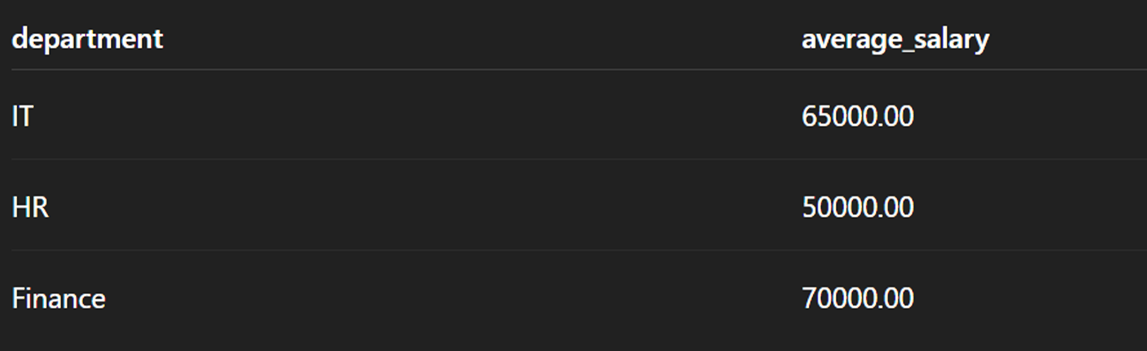 department average_salary
IT 65000.00
HR 50000.00
Finance 70000.00